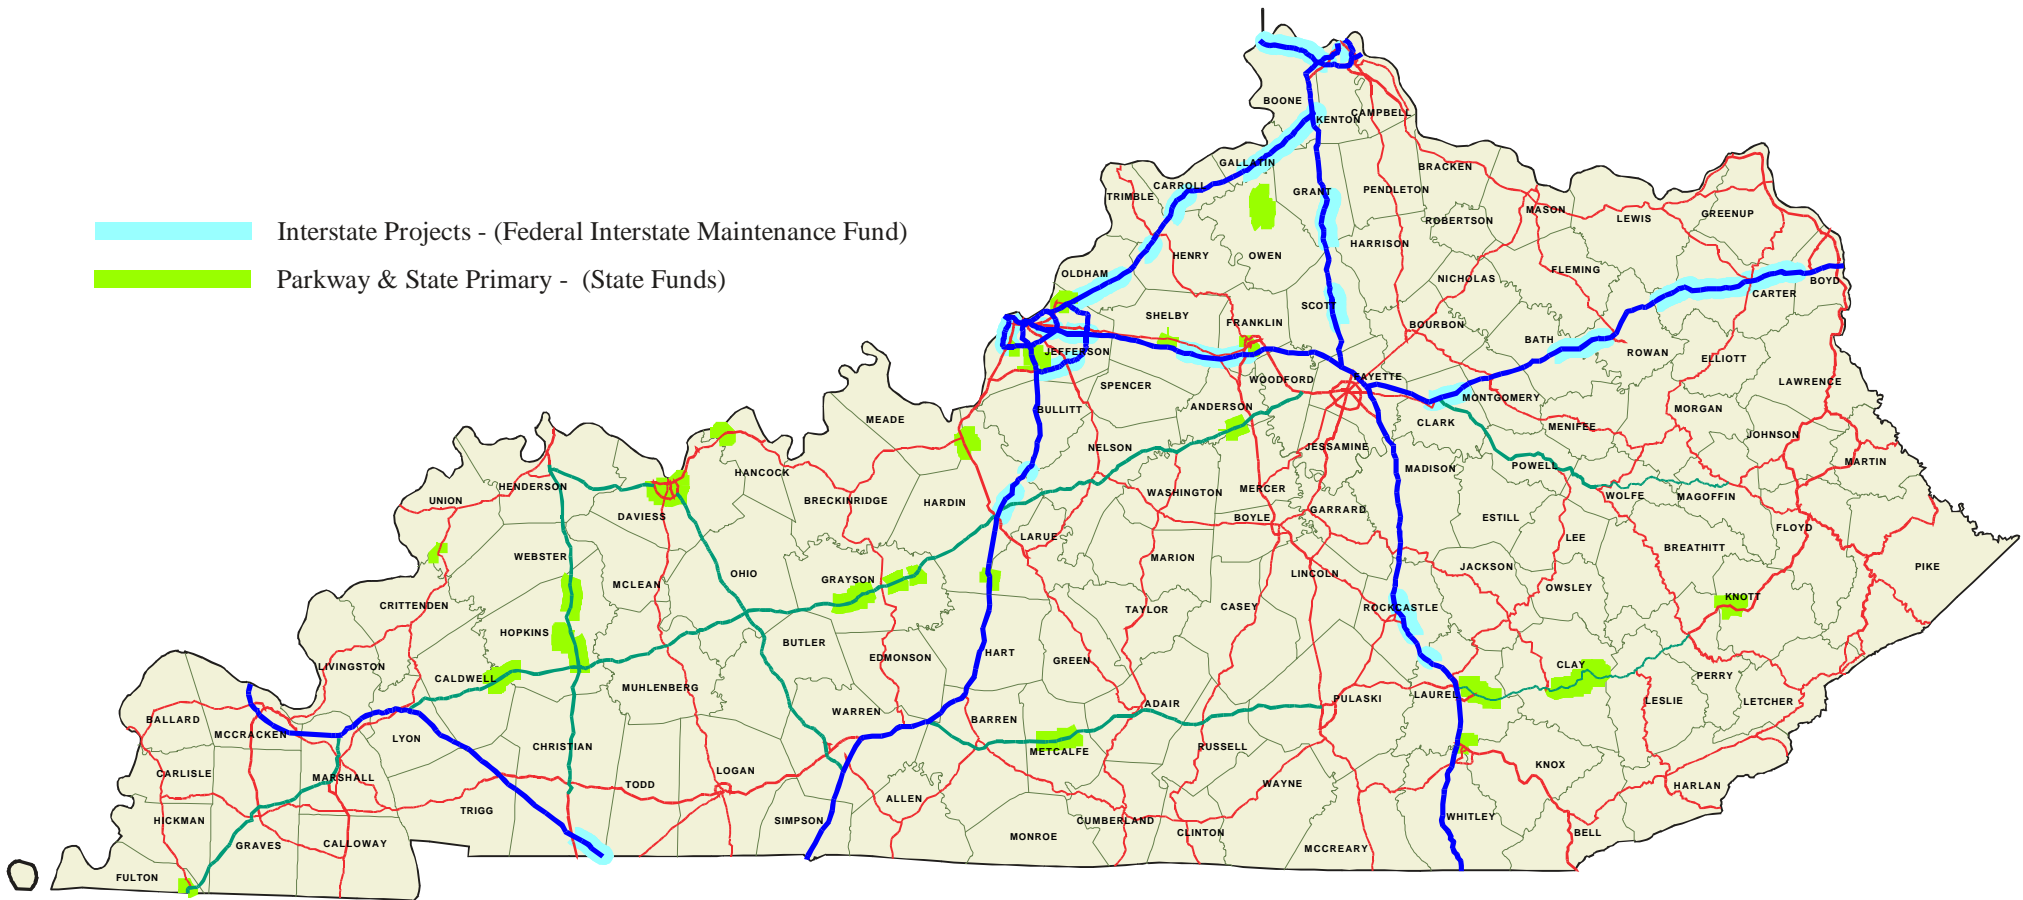 BOONE
KENTON
CAMPBELL
GALLATIN
BRACKEN
CARROLL
GRANT
PENDLETON
TRIMBLE
MASON
ROBERTSON
LEWIS
GREENUP
Interstate Projects - (Federal Interstate Maintenance Fund)
HARRISON
HENRY
OWEN
OLDHAM
FLEMING
NICHOLAS
Parkway & State Primary - (State Funds)
BOYD
CARTER
SCOTT
SHELBY
FRANKLIN
BOURBON
BATH
JEFFERSON
ROWAN
ELLIOTT
FAYETTE
WOODFORD
SPENCER
LAWRENCE
MONTGOMERY
ANDERSON
BULLITT
MORGAN
MEADE
CLARK
MENIFEE
JOHNSON
JESSAMINE
NELSON
MARTIN
POWELL
MADISON
HANCOCK
HENDERSON
MERCER
WASHINGTON
WOLFE
MAGOFFIN
UNION
BRECKINRIDGE
HARDIN
GARRARD
DAVIESS
BOYLE
ESTILL
FLOYD
LARUE
LEE
BREATHITT
WEBSTER
MARION
JACKSON
PIKE
OHIO
LINCOLN
GRAYSON
MCLEAN
OWSLEY
KNOTT
CRITTENDEN
CASEY
ROCKCASTLE
TAYLOR
HOPKINS
BUTLER
HART
EDMONSON
GREEN
LIVINGSTON
CLAY
CALDWELL
PERRY
MUHLENBERG
LAUREL
PULASKI
LESLIE
LETCHER
ADAIR
WARREN
BALLARD
BARREN
MCCRACKEN
LYON
CHRISTIAN
RUSSELL
METCALFE
KNOX
CARLISLE
MARSHALL
LOGAN
TODD
WAYNE
HARLAN
ALLEN
TRIGG
WHITLEY
HICKMAN
SIMPSON
CUMBERLAND
CLINTON
BELL
MONROE
GRAVES
CALLOWAY
MCCREARY
FULTON